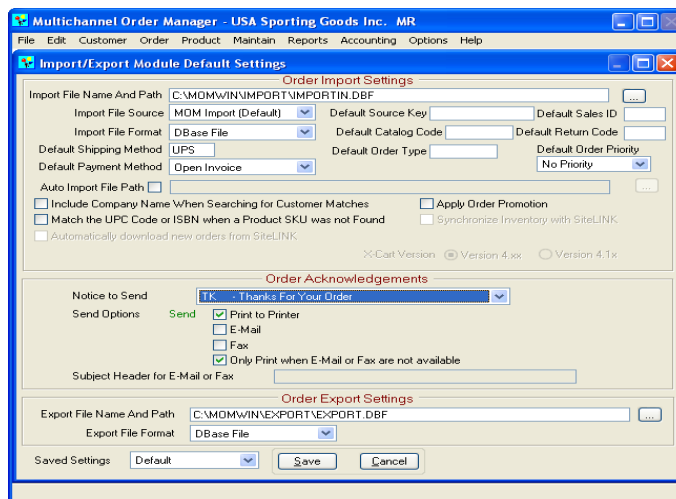 Multichannel Order Manager - USA Sporting Goods Inc. MR
File Edit Customer Order Product Maintain Reports Accounting Options Help
Import/Export Module Default Settings
Order Import Settings
Import File Name And Path C:\MOMWIN\IMPORT\IMPORTIN.DBF ...
Import File Source MOM Import (Default) Default Source Key Default Sales ID
Import File Format DBase File Default Catalog Code Default Return Code
Default Shipping Method UPS Default Order Type Default Order Priority
Default Payment Method Open Invoice No Priority
Auto Import File Path ...
Include Company Name When Searching for Customer Matches Apply Order Promotion
Match the UPC Code or ISBN when a Product SKU was not Found Synchronize Inventory with SiteLINK
Automatically download new orders from SiteLINK
X-Cart Version Version 4.xx Version 4.1x
Order Acknowledgements
Notice to Send TK - Thanks For Your Order
Send Options Send Print to Printer
E-Mail
Fax
Only Print when E-Mail or Fax are not available
Subject Header for E-Mail or Fax
Order Export Settings
Export File Name And Path C:\MOMWIN\EXPORT\EXPORT.DBF ...
Export File Format DBase File
Saved Settings Default Save Cancel